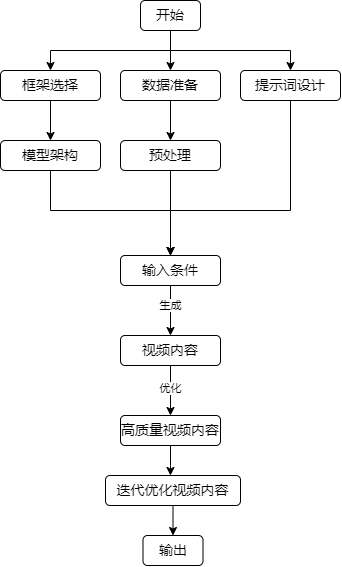 开始
框架选择
数据准备
提示词设计
模型架构
预处理
输入条件
生成
视频内容
优化
高质量视频内容
迭代优化视频内容
输出